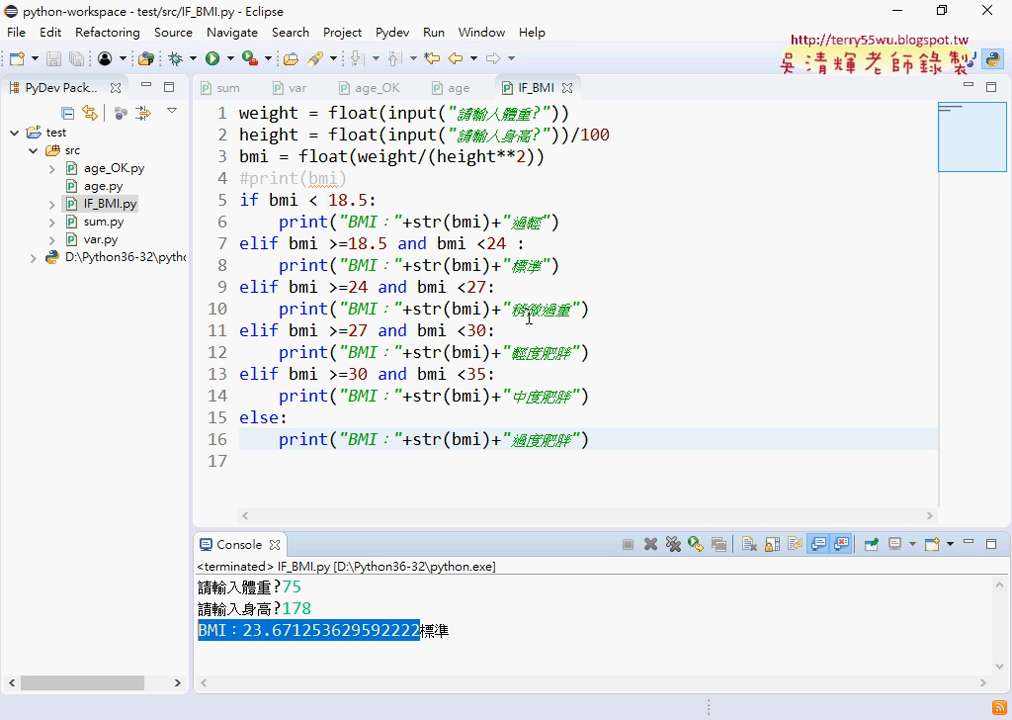 python-workspace - test/src/IF_BMI.py - Eclipse
File Edit Refactoring Source Navigate Search Project Pydev Run Window Help
http://terry55wu.blogspot.tw
吳清輝老師錄製
PyDev Pack...
sum var age_OK age IF_BMI
test
src
age_OK.py
age.py
IF_BMI.py
sum.py
var.py
D:\Python36-32\pytho
1 weight = float(input("請輸入體重?"))
2 height = float(input("請輸入身高?"))/100
3 bmi = float(weight/(height**2))
4 #print(bmi)
5 if bmi < 18.5:
6 print("BMI："+str(bmi)+"過輕")
7 elif bmi >=18.5 and bmi <24 :
8 print("BMI："+str(bmi)+"標準")
9 elif bmi >=24 and bmi <27:
10 print("BMI："+str(bmi)+"稍微過重")
11 elif bmi >=27 and bmi <30:
12 print("BMI："+str(bmi)+"輕度肥胖")
13 elif bmi >=30 and bmi <35:
14 print("BMI："+str(bmi)+"中度肥胖")
15 else:
16 print("BMI："+str(bmi)+"過度肥胖")
17
Console
<terminated> IF_BMI.py [D:\Python36-32\python.exe]
請輸入體重?75
請輸入身高?178
BMI：23.671253629592222標準